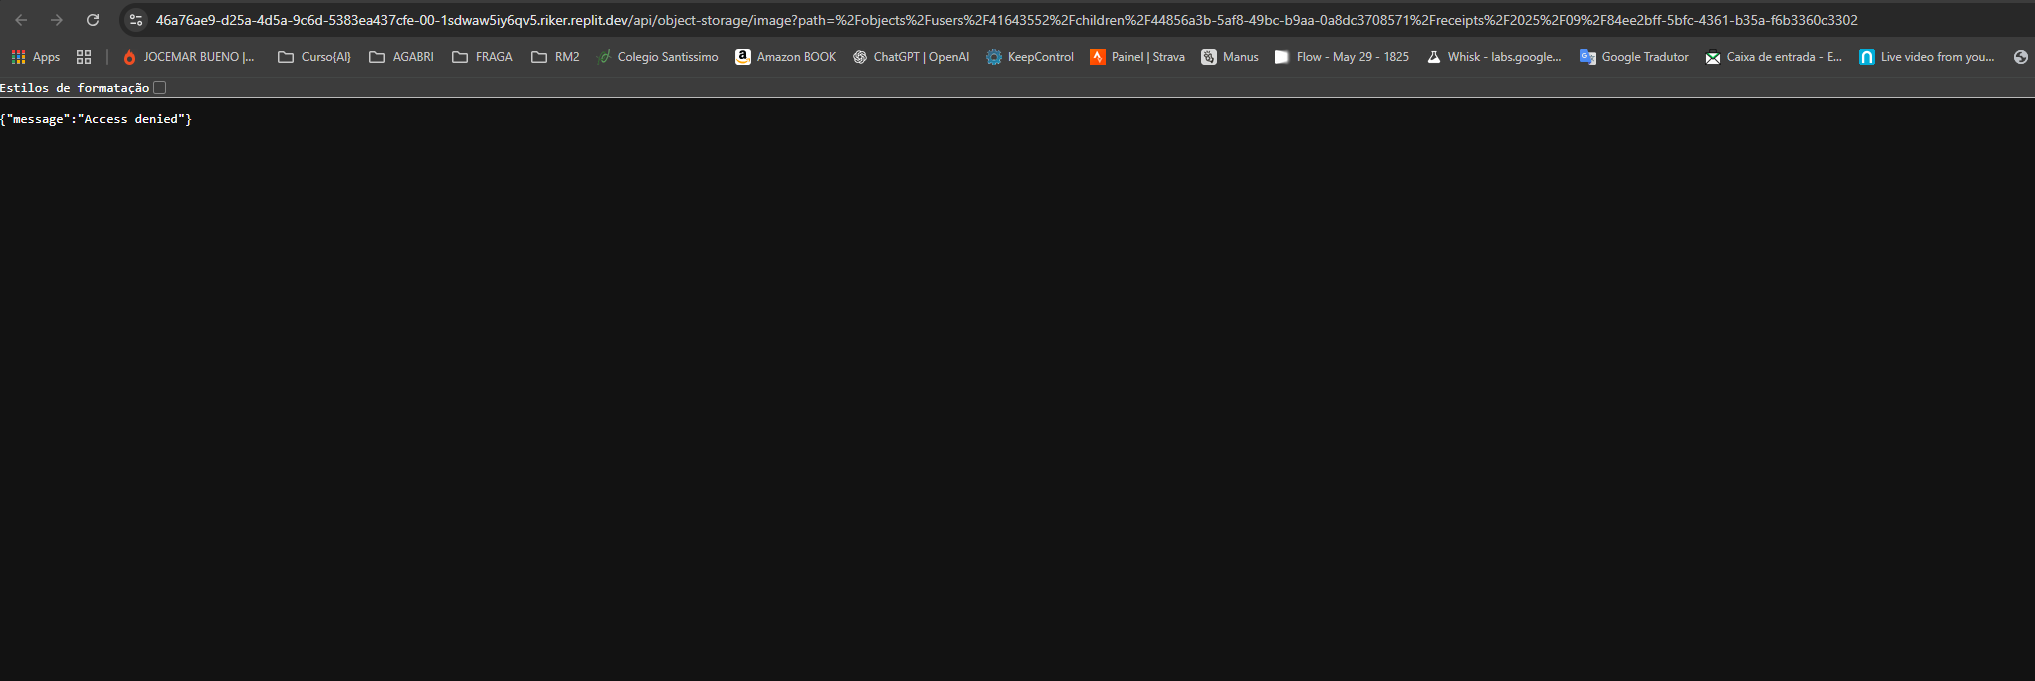 46a76ae9-d25a-4d5a-9c6d-5383ea437cfe-00-1sdwaw5iy6qv5.riker.replit.dev/api/object-storage/image?path=%2Fobjects%2Fusers%2F41643552%2Fchildren%2F44856a3b-5af8-49bc-b9aa-0a8dc3708571%2Freceipts%2F2025%2F09%2F84ee2bff-5bfc-4361-b35a-f6b3360c3302
Apps JOCEMAR BUENO |... Curso{AI} AGABRI FRAGA RM2 Colegio Santissimo Amazon BOOK ChatGPT | OpenAI KeepControl Painel | Strava Manus Flow - May 29 - 1825 Whisk - labs.google... Google Tradutor Caixa de entrada - E... Live video from you...
Estilos de formatação
{"message":"Access denied"}